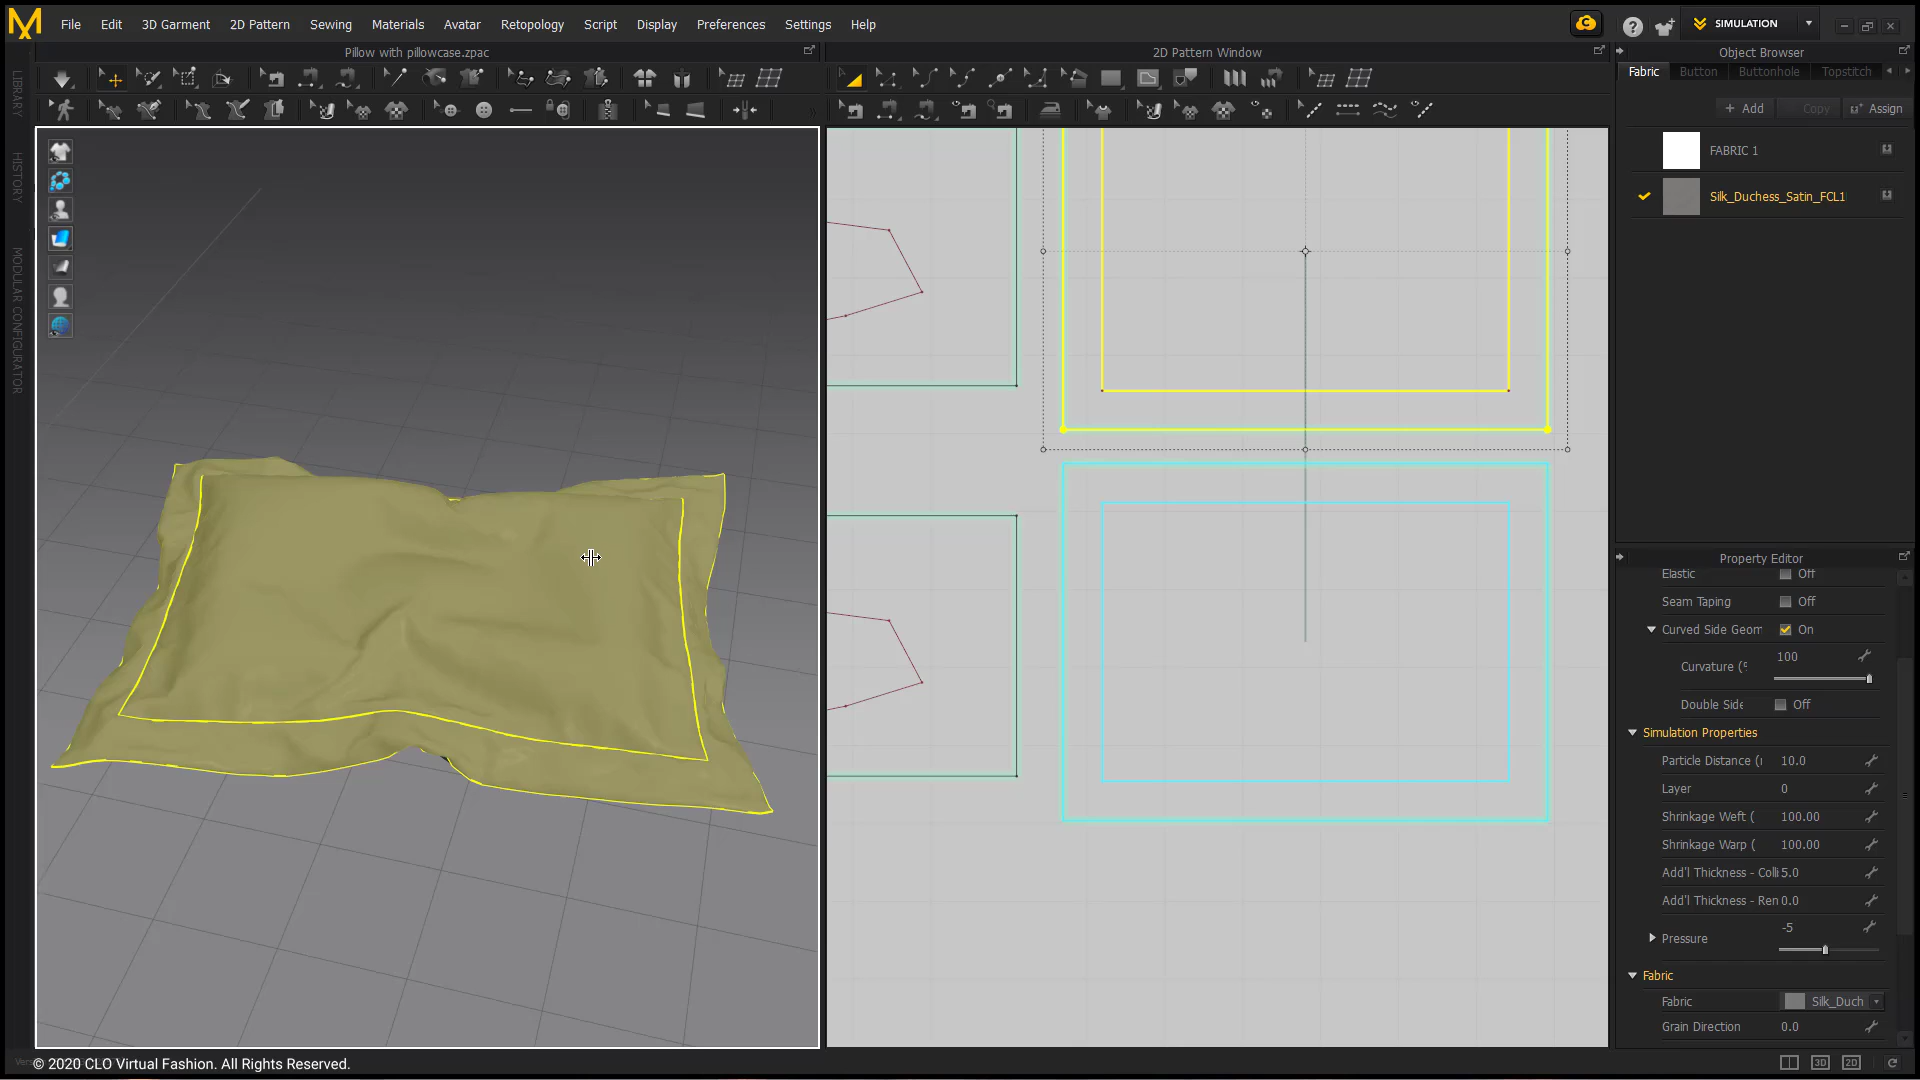 File Edit 3D Garment 2D Pattern Sewing Materials Avatar Retopology Script Display Preferences Settings Help
SIMULATION
Pillow with pillowcase.zpac
2D Pattern Window
Object Browser
Fabric Button Buttonhole Topstitch
+ Add Copy Assign
FABRIC 1
Silk_Duchess_Satin_FCL1
LIBRARY
HISTORY
MODULAR CONFIGURATOR
Property Editor
Elastic Off
Seam Taping Off
Curved Side Geom On
Curvature (° 100
Double Side Off
Simulation Properties
Particle Distance ( 10.0
Layer 0
Shrinkage Weft ( 100.00
Shrinkage Warp ( 100.00
Add'l Thickness - Colli 5.0
Add'l Thickness - Ren 0.0
Pressure -5
Fabric
Fabric Silk_Duch
Grain Direction 0.0
© 2020 CLO Virtual Fashion. All Rights Reserved.
3D 2D